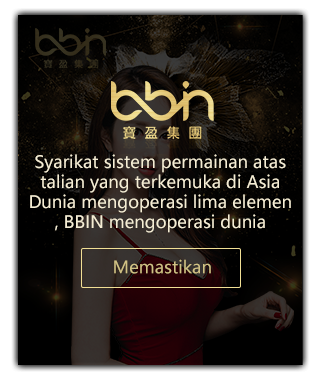 bbin
寶盈集團
bbin
寶盈集團
Syarikat sistem permainan atas
talian yang terkemuka di Asia
Dunia mengoperasi lima elemen
, BBIN mengoperasi dunia
Memastikan